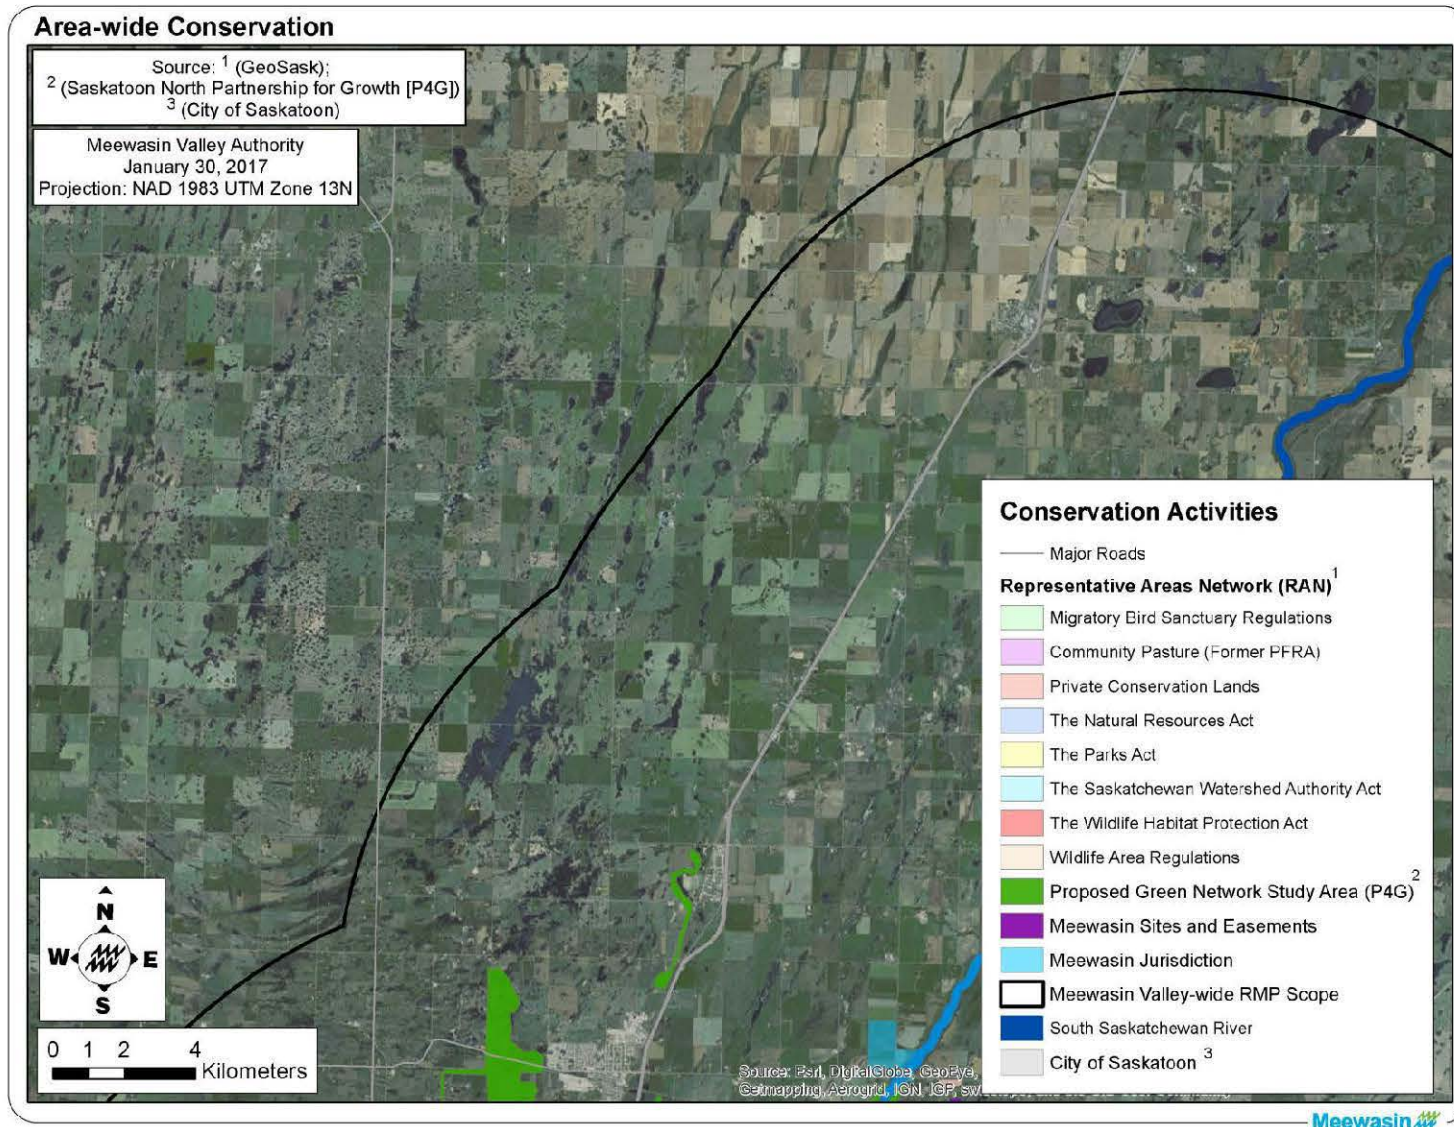 Area-wide Conservation
Source: 1 (GeoSask);
2 (Saskatoon North Partnership for Growth [P4G])
3 (City of Saskatoon)
Meewasin Valley Authority
January 30, 2017
Projection: NAD 1983 UTM Zone 13N
Conservation Activities
Major Roads
Representative Areas Network (RAN) 1
Migratory Bird Sanctuary Regulations
Community Pasture (Former PFRA)
Private Conservation Lands
The Natural Resources Act
The Parks Act
The Saskatchewan Watershed Authority Act
The Wildlife Habitat Protection Act
Wildlife Area Regulations
Proposed Green Network Study Area (P4G) 2
Meewasin Sites and Easements
Meewasin Jurisdiction
Meewasin Valley-wide RMP Scope
South Saskatchewan River
City of Saskatoon 3
N
W E
S
0 1 2 4
Kilometers
Source: Esri, DigitalGlobe, GeoEye,
Getmapping, Aerogrid, IGN, IGP,
Meewasin